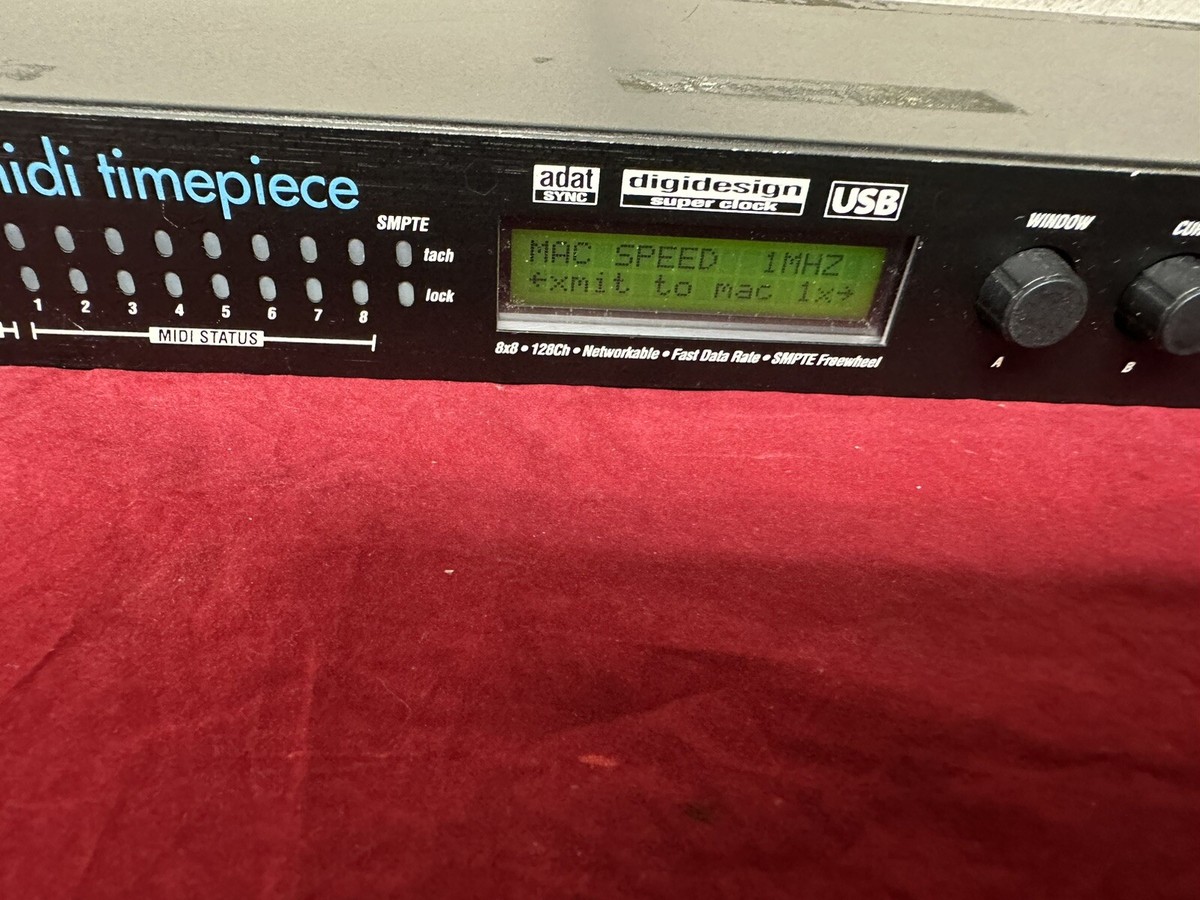 midi timepiece
SMPTE
tach
lock
1 2 3 4 5 6 7 8
MIDI STATUS
adat
SYNC
digidesign
super clock
USB
MAC SPEED 1MHZ
←xmit to mac 1x→
8x8 • 128Ch • Networkable • Fast Data Rate • SMPTE Freewheel
WINDOW
A
B